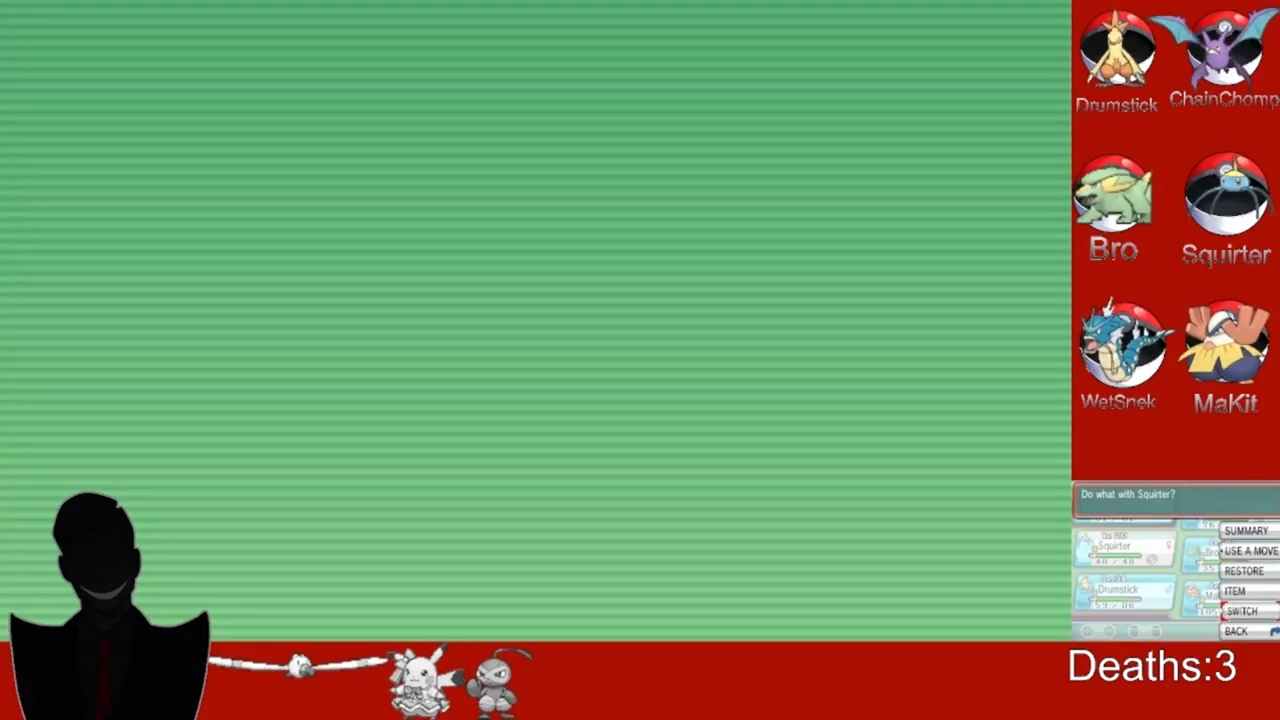 Drumstick
ChainChomp
Bro
Squirter
WetSnek
MaKit
Do what with Squirter?
SUMMARY
Squirter
USE A MOVE
RESTORE
Drumstick
ITEM
SWITCH
BACK
Deaths:3